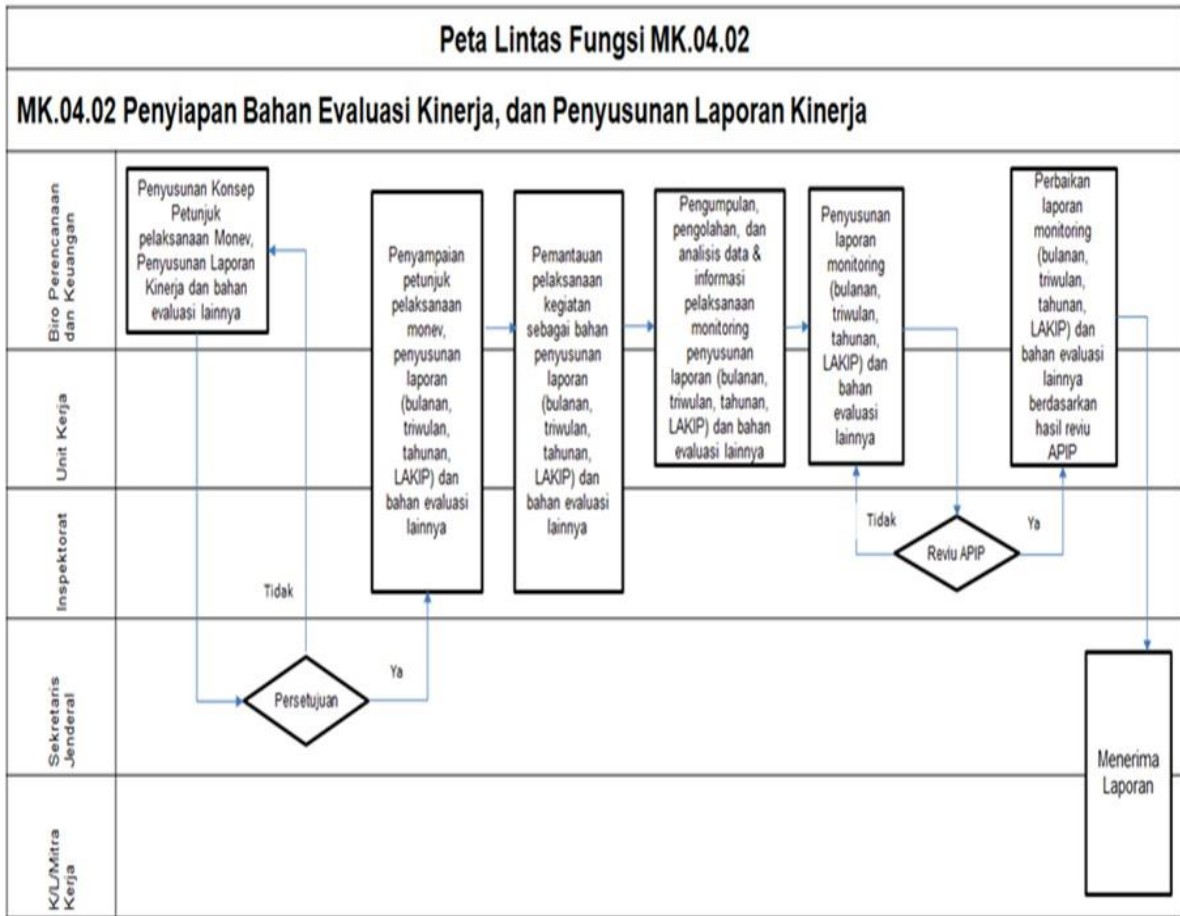 Peta Lintas Fungsi MK.04.02
MK.04.02 Penyiapan Bahan Evaluasi Kinerja, dan Penyusunan Laporan Kinerja
Biro Perencanaan
dan Keuangan
Penyusunan Konsep
Petunjuk
pelaksanaan Monev,
Penyusunan Laporan
Kinerja dan bahan
evaluasi lainnya
Penyampaian
petunjuk
pelaksanaan
monev,
penyusunan
laporan
(bulanan,
triwulan,
tahunan,
LAKIP) dan
bahan evaluasi
lainnya
Pemantauan
pelaksanaan
kegiatan
sebagai bahan
penyusunan
laporan
(bulanan,
triwulan,
tahunan,
LAKIP) dan
bahan evaluasi
lainnya
Pengumpulan,
pengolahan, dan
analisis data &
informasi
pelaksanaan
monitoring
penyusunan
laporan (bulanan,
triwulan, tahunan,
LAKIP) dan bahan
evaluasi lainnya
Penyusunan
laporan
monitoring
(bulanan,
triwulan,
tahunan,
LAKIP) dan
bahan
evaluasi
lainnya
Perbaikan
laporan
monitoring
(bulanan,
triwulan,
tahunan,
LAKIP) dan
bahan evaluasi
lainnya
berdasarkan
hasil reviu
APIP
Unit Kerja
Inspektorat
Tidak
Reviu APIP
Ya
Tidak
Sekretaris
Jenderal
Persetujuan
Ya
Menerima
Laporan
K/L/Mitra
Kerja